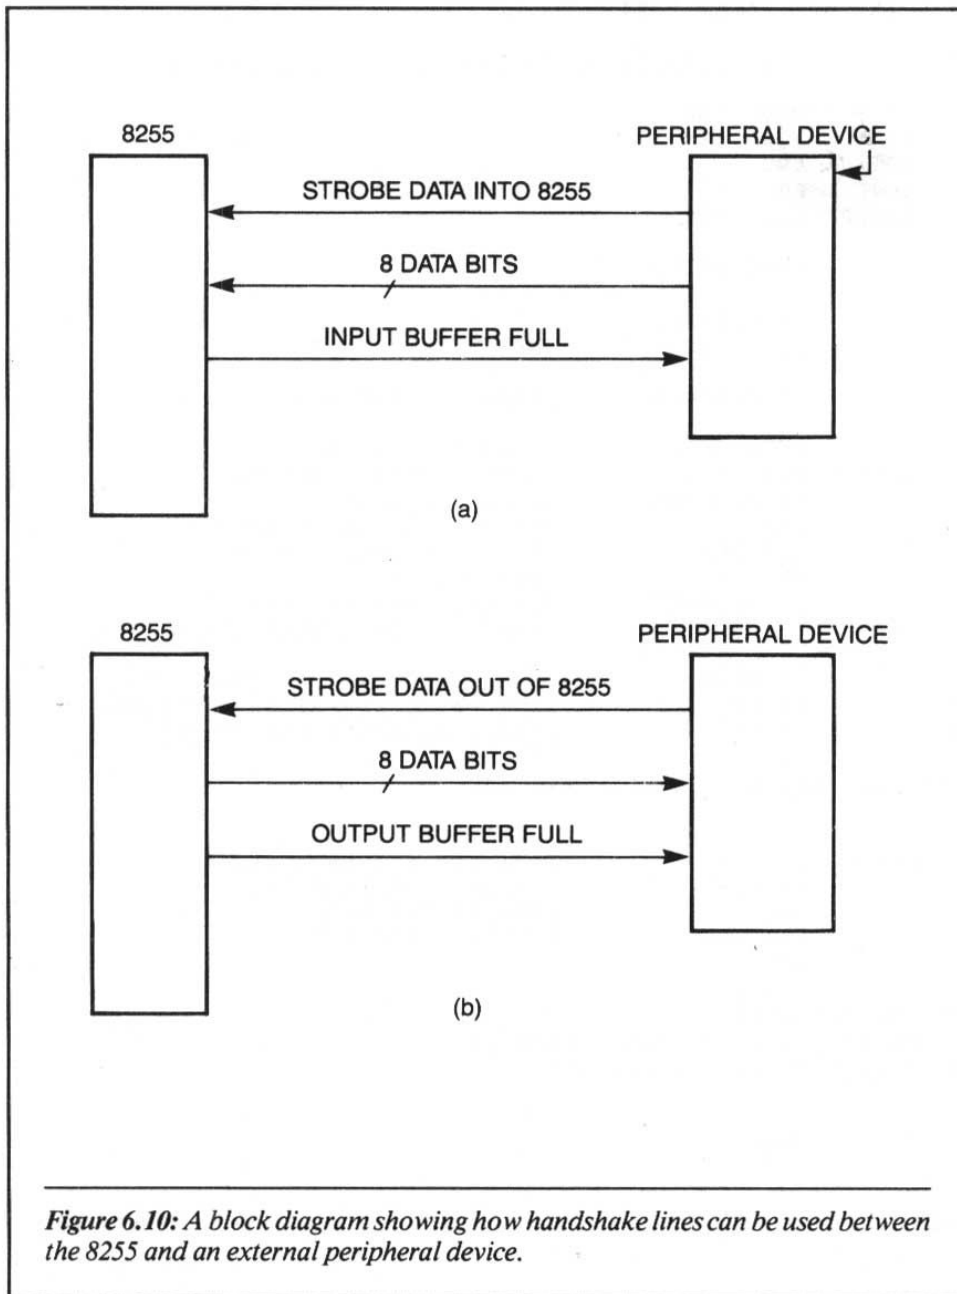 8255
PERIPHERAL DEVICE
STROBE DATA INTO 8255
8 DATA BITS
INPUT BUFFER FULL
(a)
8255
PERIPHERAL DEVICE
STROBE DATA OUT OF 8255
8 DATA BITS
OUTPUT BUFFER FULL
(b)
Figure 6.10: A block diagram showing how handshake lines can be used between
the 8255 and an external peripheral device.